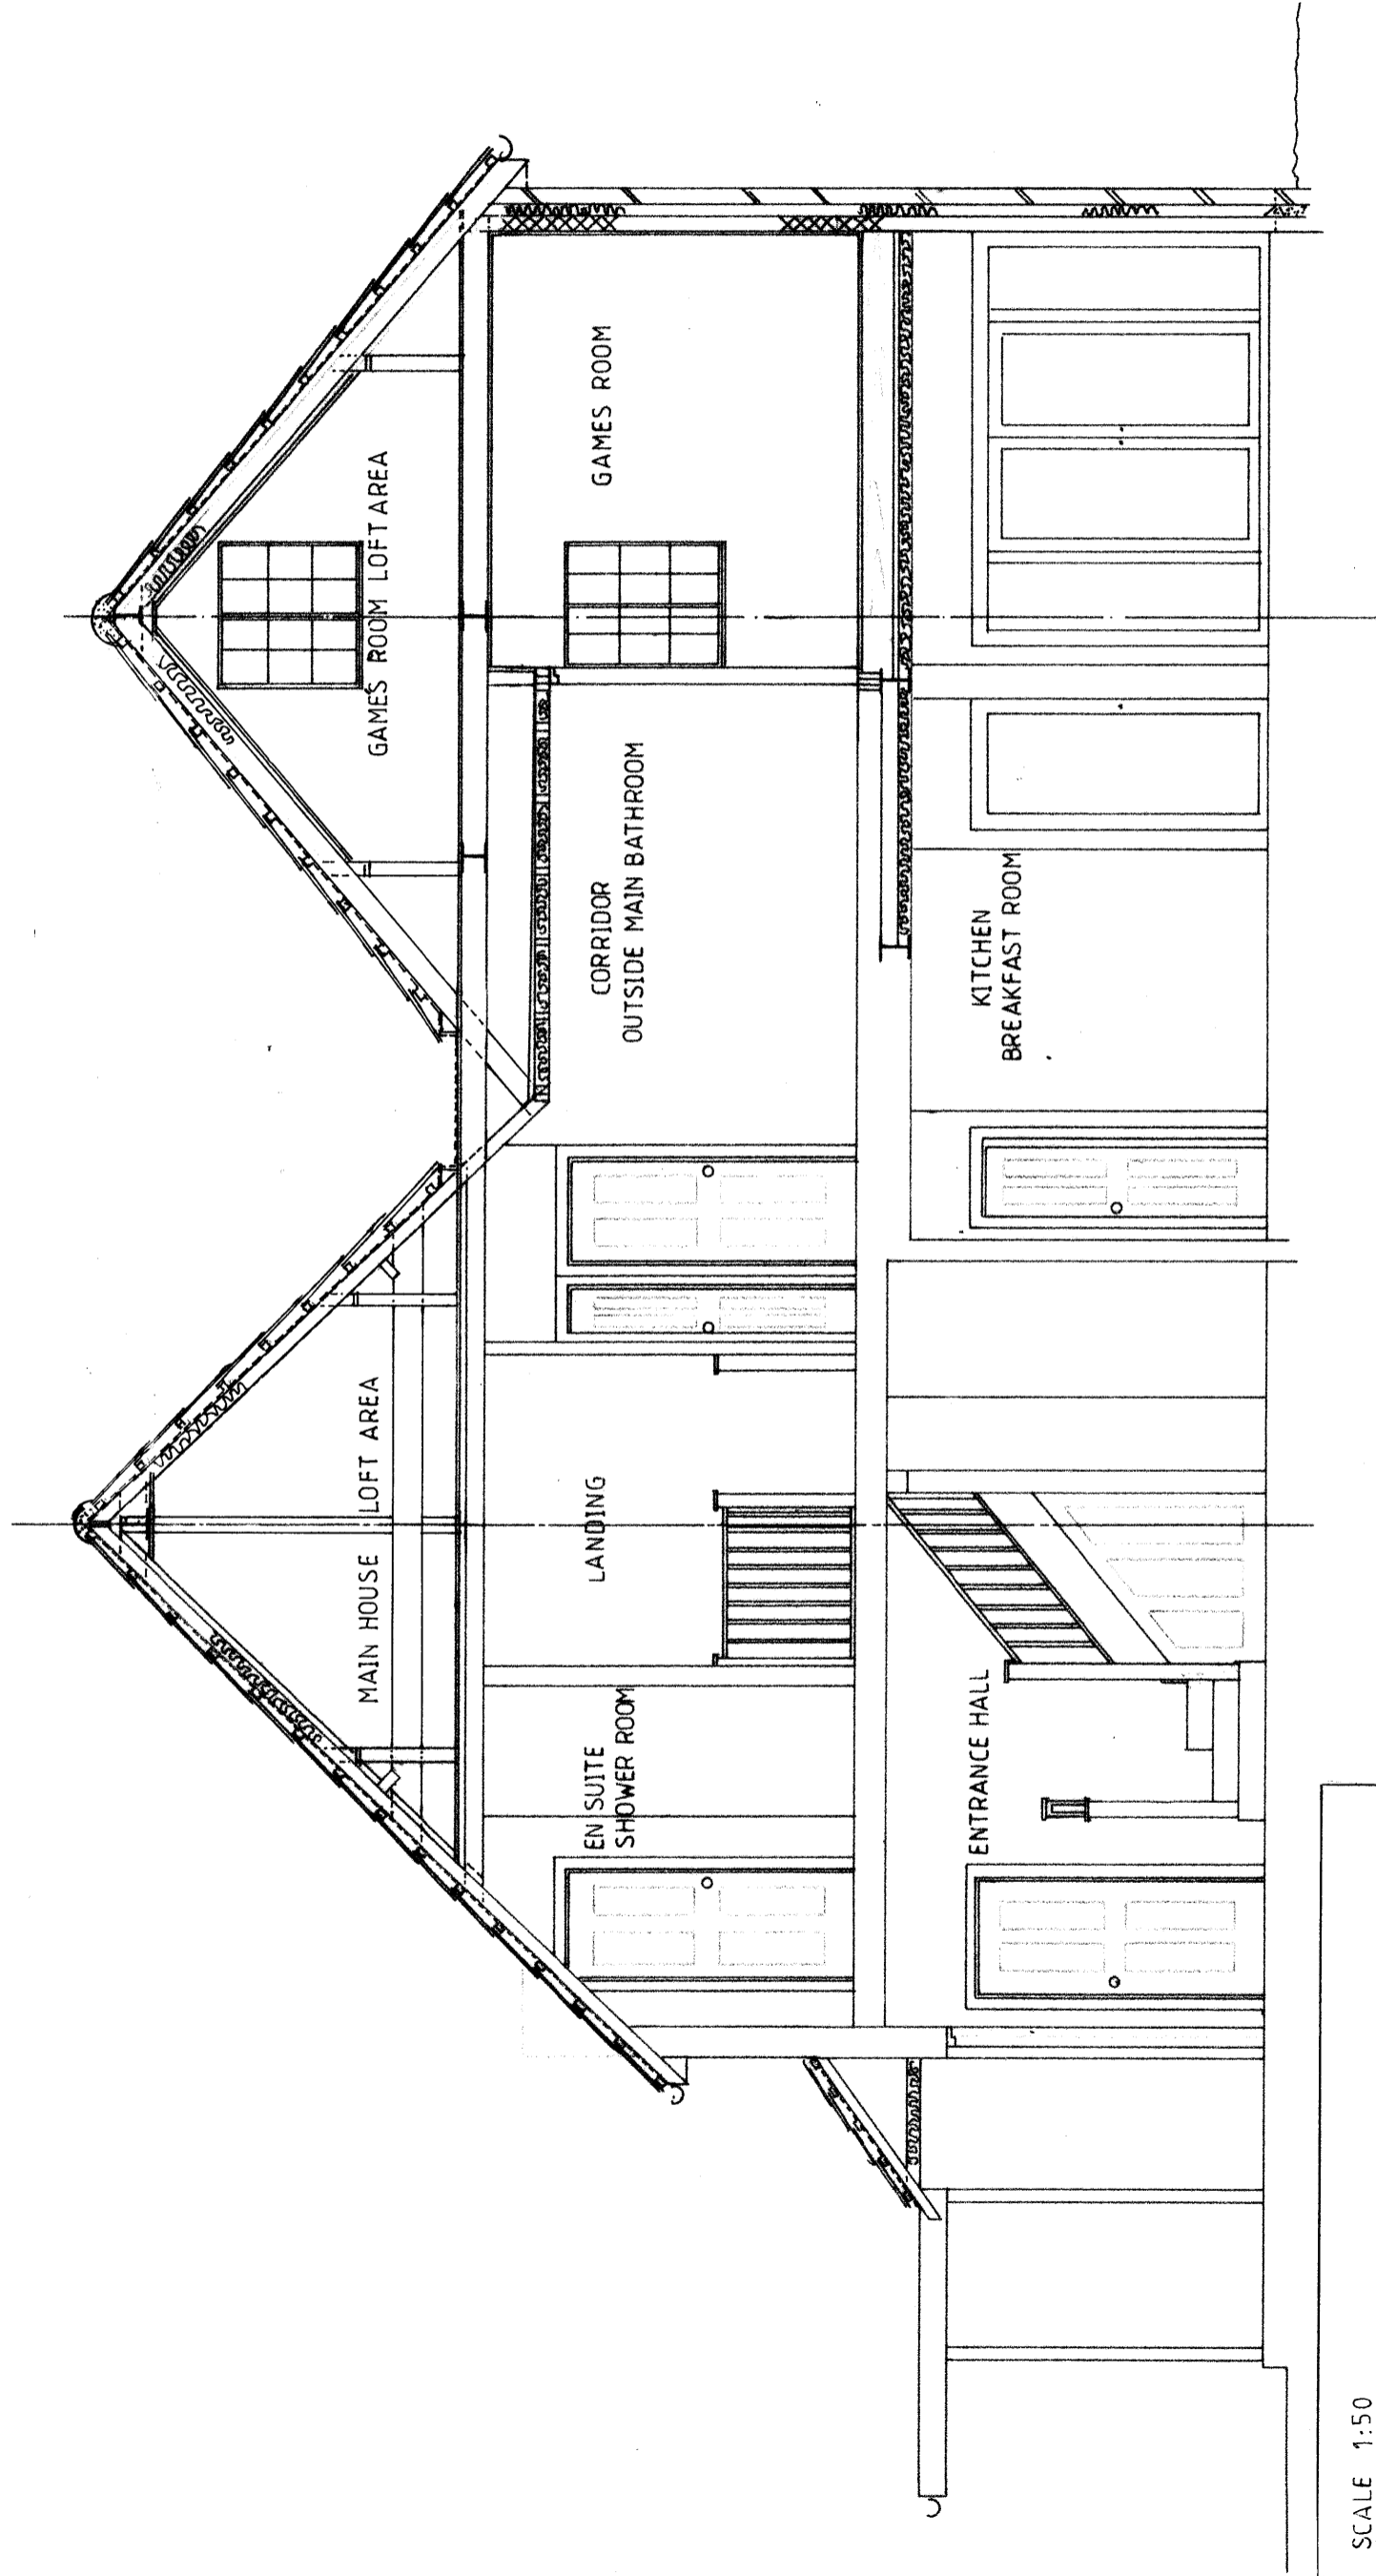 MAIN HOUSE LOFT AREA
GAMES ROOM LOFT AREA
EN SUITE
SHOWER ROOM
LANDING
CORRIDOR
OUTSIDE MAIN BATHROOM
GAMES ROOM
ENTRANCE HALL
KITCHEN
BREAKFAST ROOM
SCALE 1:50